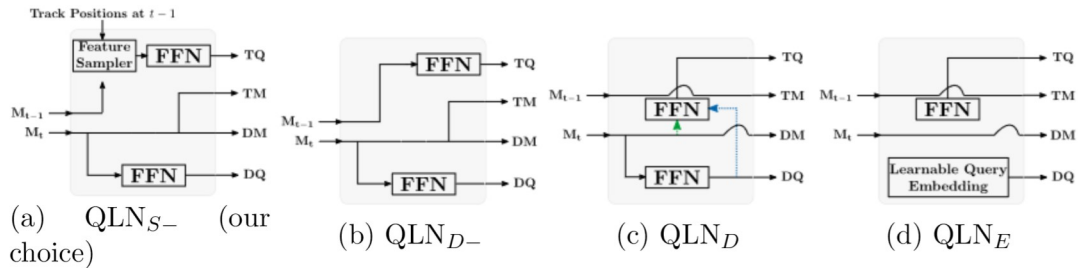 Track Positions at t − 1
Feature
Sampler
FFN
TQ
TM
M_{t−1}
M_t
DM
FFN
DQ
(a) QLN_{S−} (our
choice)
FFN
TQ
TM
M_{t−1}
M_t
DM
FFN
DQ
(b) QLN_{D−}
TQ
M_{t−1}
TM
FFN
M_t
DM
FFN
DQ
(c) QLN_D
TQ
M_{t−1}
TM
FFN
M_t
DM
Learnable Query
Embedding
DQ
(d) QLN_E